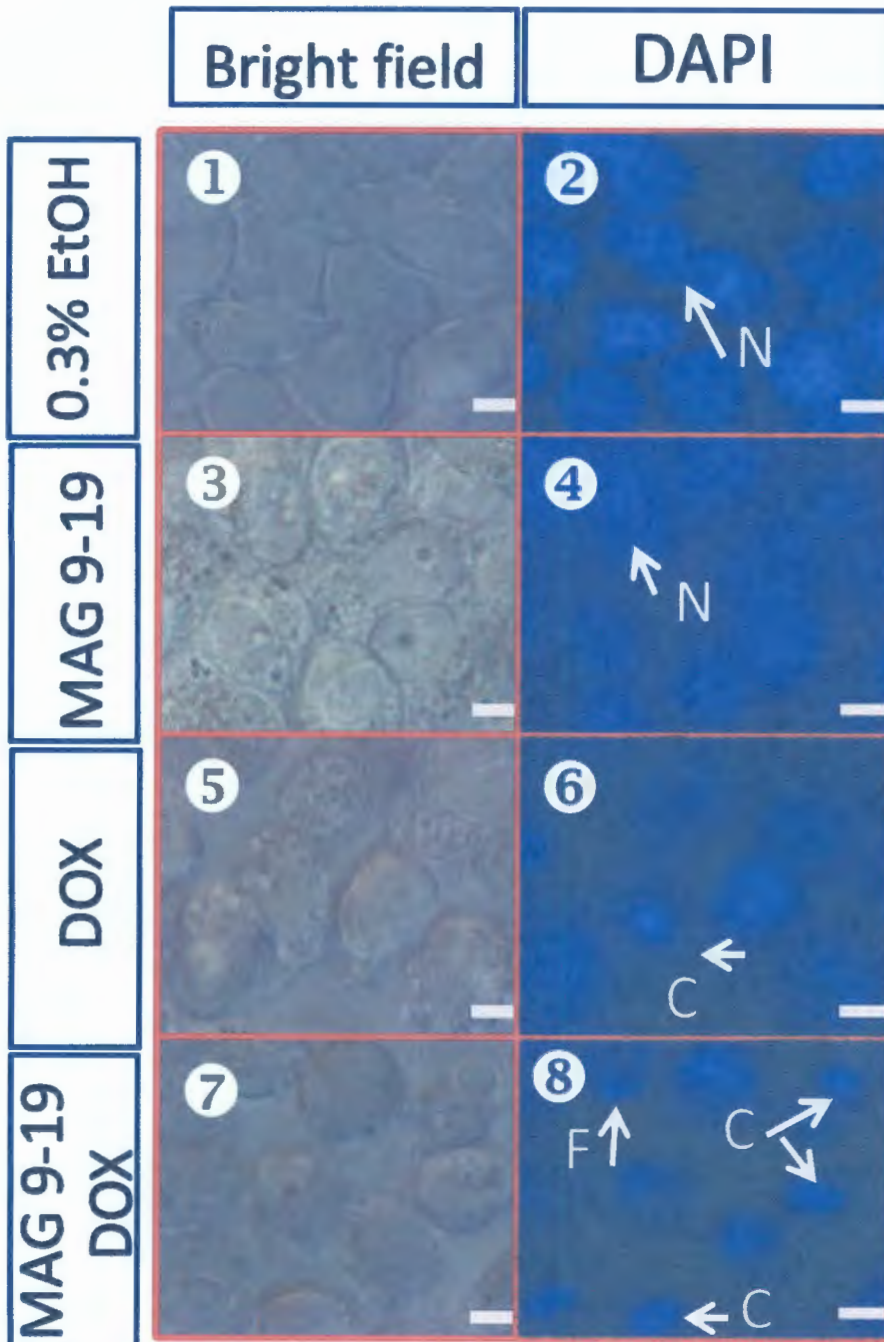 Bright field
DAPI
0.3% EtOH
1
2
N
MAG 9-19
3
4
N
DOX
5
6
C
MAG 9-19
DOX
7
8
F
C
C